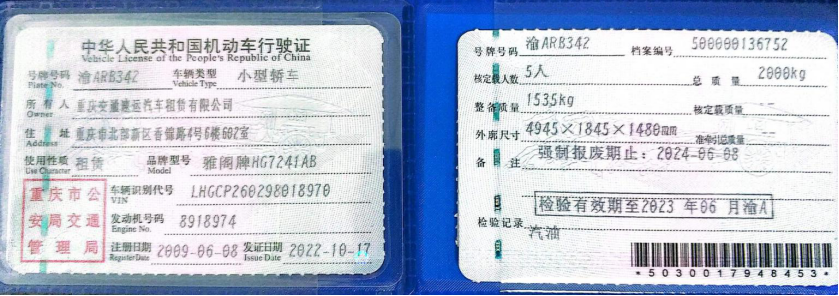 中华人民共和国机动车行驶证
Vehicle License of the People's Republic of China
号牌号码 渝ARB342 车辆类型 小型轿车
Plate No. Vehicle Type
所有人 重庆安通捷运汽车租赁有限公司
Owner
住址 重庆市北部新区香锦路4号6楼602室
Address
使用性质 租赁 品牌型号 雅阁牌HG7241AB
Use Character Model
重庆市公安局交通管理局
车辆识别代号 LHGCP260298018970
VIN
发动机号码 8918974
Engine No.
注册日期 2009-06-08 发证日期 2022-10-17
Register Date Issue Date
号牌号码 渝ARB342 档案编号 500000136752
核定载人数 5人 总质量 2000kg
整备质量 1535kg 核定载质量 --
外廓尺寸 4945×1845×1480mm 准牵引总质量 --
备注 强制报废期止：2024-06-08
检验有效期至2023年06月渝A
检验记录
汽油
*5030017948453*